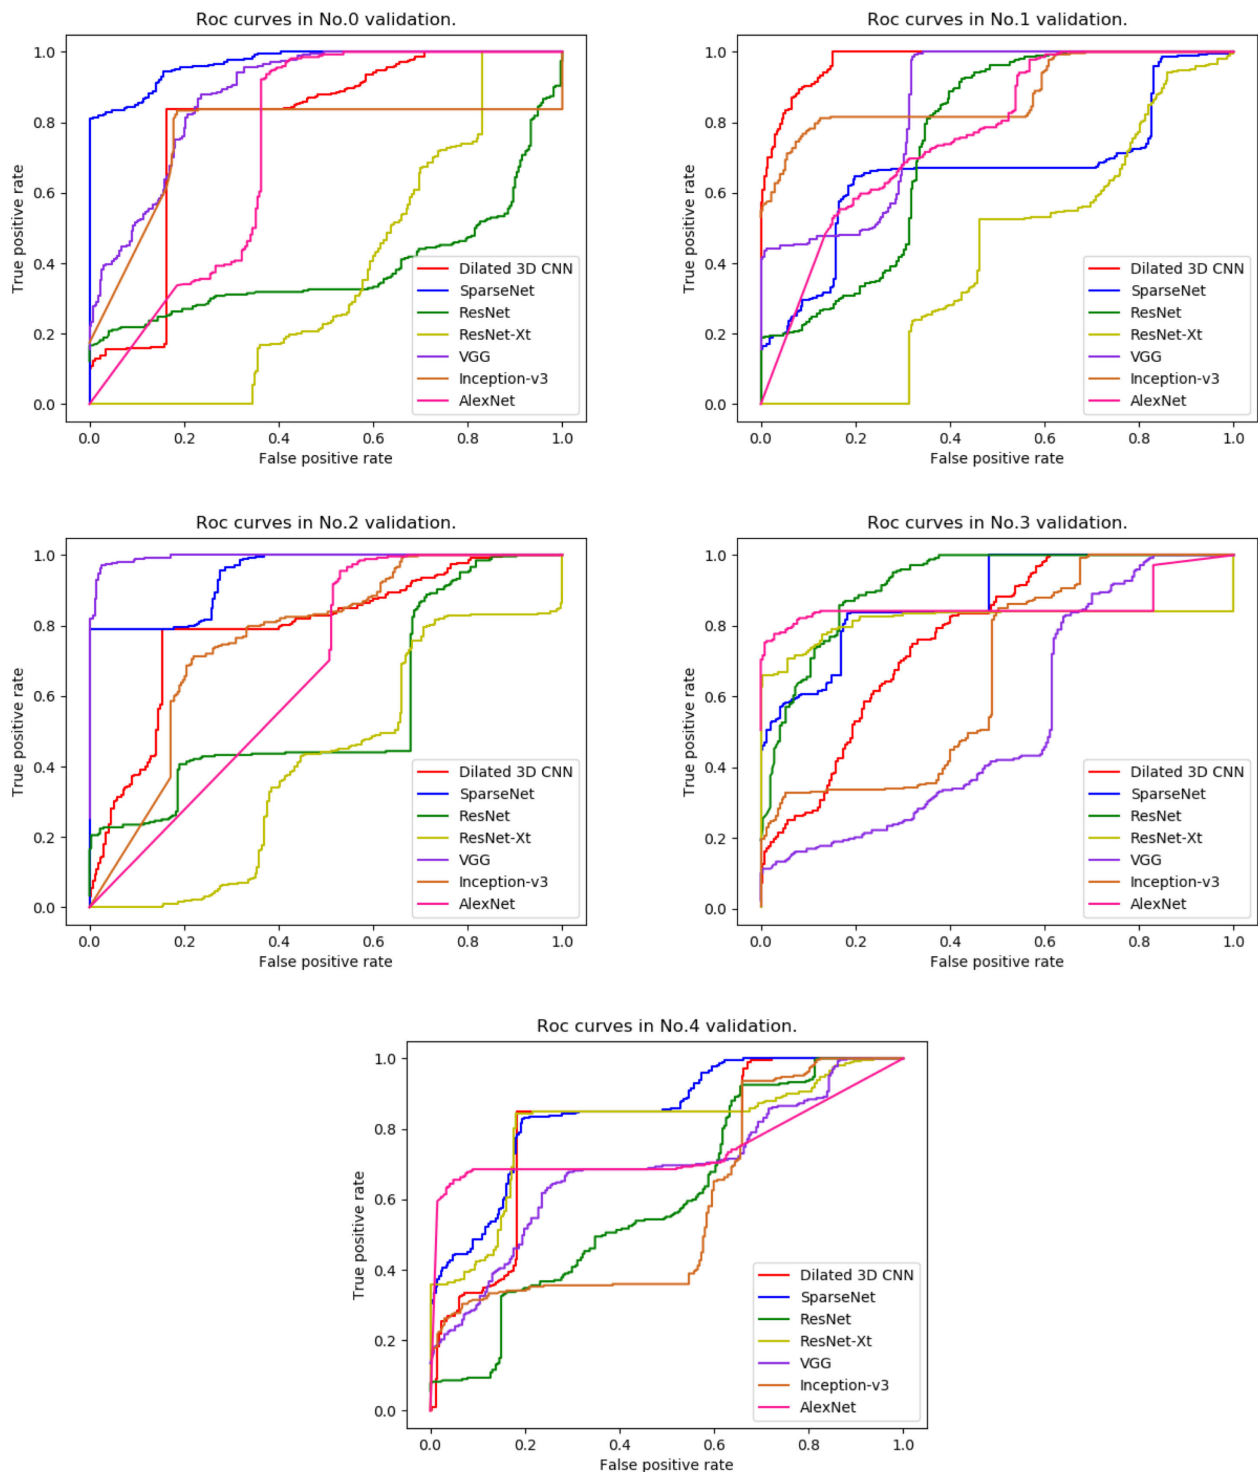 Roc curves in No.0 validation.
1.0
0.8
0.6
0.4
0.2
0.0
True positive rate
Dilated 3D CNN
SparseNet
ResNet
ResNet-Xt
VGG
Inception-v3
AlexNet
0.0 0.2 0.4 0.6 0.8 1.0
False positive rate
Roc curves in No.1 validation.
1.0
0.8
0.6
0.4
0.2
0.0
True positive rate
Dilated 3D CNN
SparseNet
ResNet
ResNet-Xt
VGG
Inception-v3
AlexNet
0.0 0.2 0.4 0.6 0.8 1.0
False positive rate
Roc curves in No.2 validation.
1.0
0.8
0.6
0.4
0.2
0.0
True positive rate
Dilated 3D CNN
SparseNet
ResNet
ResNet-Xt
VGG
Inception-v3
AlexNet
0.0 0.2 0.4 0.6 0.8 1.0
False positive rate
Roc curves in No.3 validation.
1.0
0.8
0.6
0.4
0.2
0.0
True positive rate
Dilated 3D CNN
SparseNet
ResNet
ResNet-Xt
VGG
Inception-v3
AlexNet
0.0 0.2 0.4 0.6 0.8 1.0
False positive rate
Roc curves in No.4 validation.
1.0
0.8
0.6
0.4
0.2
0.0
True positive rate
Dilated 3D CNN
SparseNet
ResNet
ResNet-Xt
VGG
Inception-v3
AlexNet
0.0 0.2 0.4 0.6 0.8 1.0
False positive rate